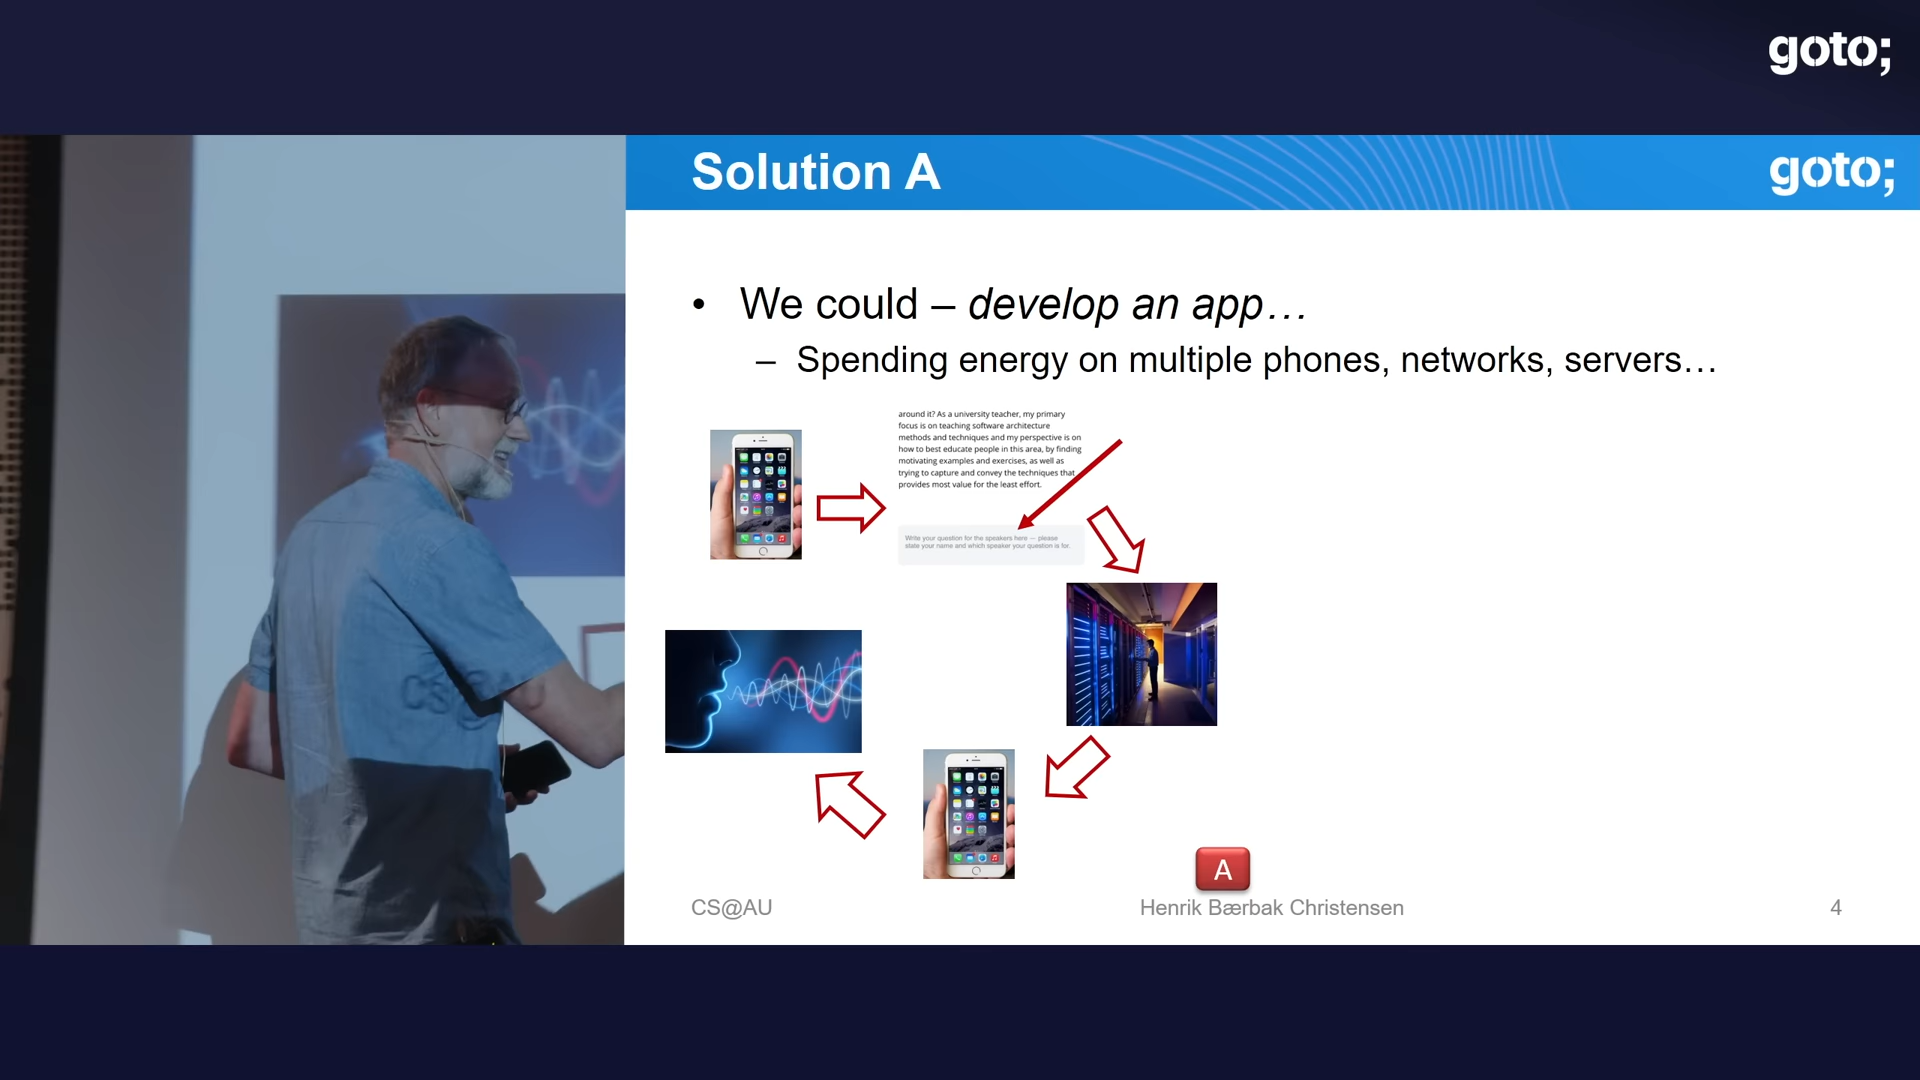 goto;
Solution A
goto;
• We could – develop an app…
– Spending energy on multiple phones, networks, servers…
around it? As a university teacher, my primary
focus is on teaching software architecture
methods and techniques and my perspective is on
how to best educate people in this area, by finding
motivating examples and exercises, as well as
trying to capture and convey the techniques that
provides most value for the least effort.
Write your question for the speakers here — please
state your name and which speaker your question is for.
A
CS@AU
Henrik Bærbak Christensen
4